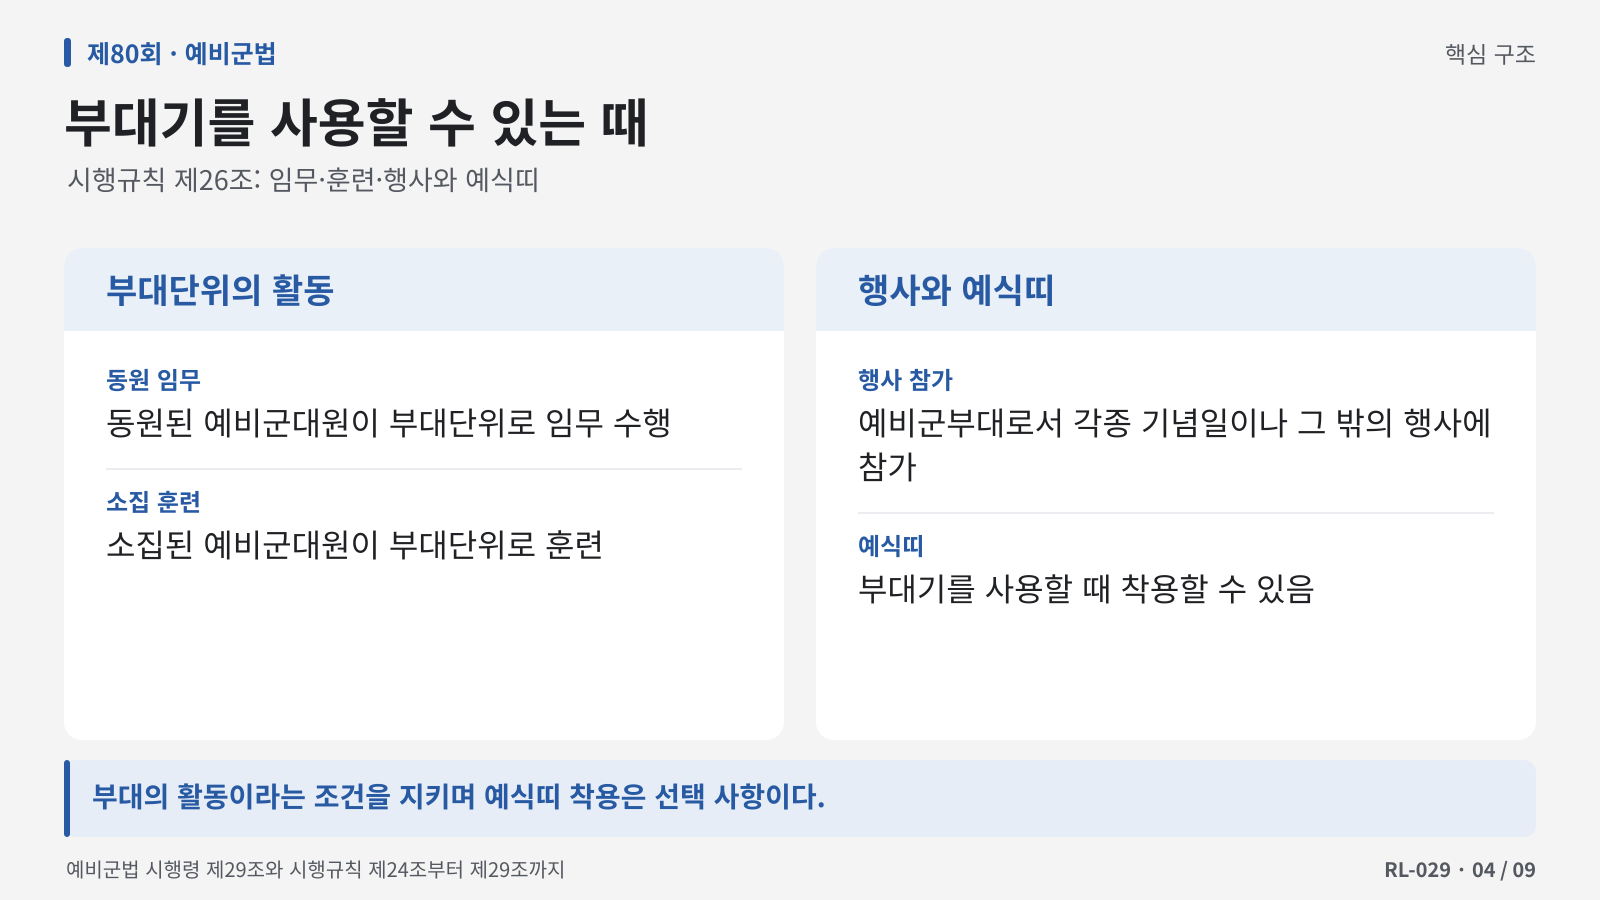 제80회 · 예비군법
핵심 구조
부대기를 사용할 수 있는 때
시행규칙 제26조: 임무·훈련·행사와 예식띠
부대단위의 활동
동원 임무
동원된 예비군대원이 부대단위로 임무 수행
소집 훈련
소집된 예비군대원이 부대단위로 훈련
행사와 예식띠
행사 참가
예비군부대로서 각종 기념일이나 그 밖의 행사에
참가
예식띠
부대기를 사용할 때 착용할 수 있음
부대의 활동이라는 조건을 지키며 예식띠 착용은 선택 사항이다.
예비군법 시행령 제29조와 시행규칙 제24조부터 제29조까지
RL-029 · 04 / 09